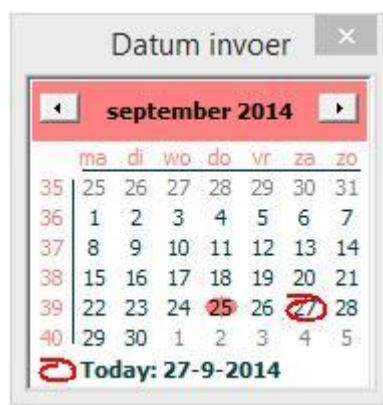 Datum invoer
september 2014
ma di wo do vr za zo
35 25 26 27 28 29 30 31
36 1 2 3 4 5 6 7
37 8 9 10 11 12 13 14
38 15 16 17 18 19 20 21
39 22 23 24 25 26 27 28
40 29 30 1 2 3 4 5
Today: 27-9-2014